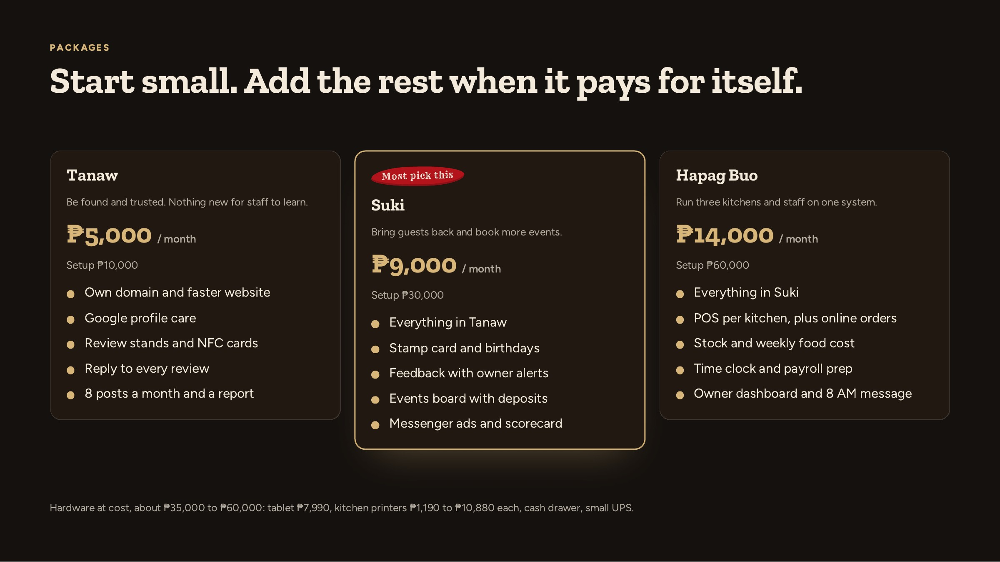 PACKAGES
Start small. Add the rest when it pays for itself.
Tanaw
Be found and trusted. Nothing new for staff to learn.
₱5,000 / month
Setup ₱10,000
Own domain and faster website
Google profile care
Review stands and NFC cards
Reply to every review
8 posts a month and a report
Most pick this
Suki
Bring guests back and book more events.
₱9,000 / month
Setup ₱30,000
Everything in Tanaw
Stamp card and birthdays
Feedback with owner alerts
Events board with deposits
Messenger ads and scorecard
Hapag Buo
Run three kitchens and staff on one system.
₱14,000 / month
Setup ₱60,000
Everything in Suki
POS per kitchen, plus online orders
Stock and weekly food cost
Time clock and payroll prep
Owner dashboard and 8 AM message
Hardware at cost, about ₱35,000 to ₱60,000: tablet ₱7,990, kitchen printers ₱1,190 to ₱10,880 each, cash drawer, small UPS.